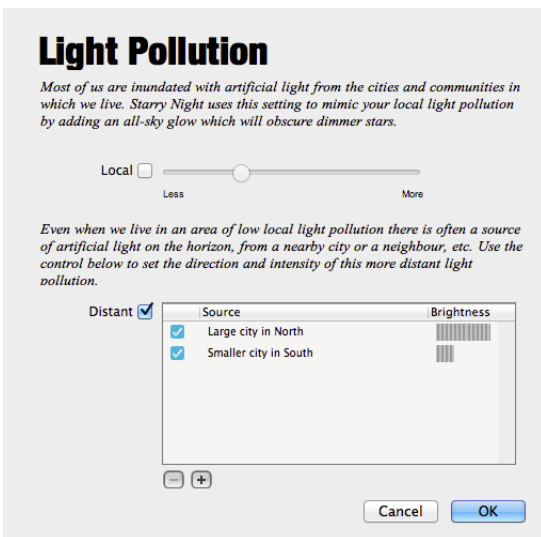 Light Pollution
Most of us are inundated with artificial light from the cities and communities in
which we live. Starry Night uses this setting to mimic your local light pollution
by adding an all-sky glow which will obscure dimmer stars.
Local
Less More
Even when we live in an area of low local light pollution there is often a source
of artificial light on the horizon, from a nearby city or a neighbour, etc. Use the
control below to set the direction and intensity of this more distant light
pollution.
Distant Source Brightness
Large city in North
Smaller city in South
Cancel OK